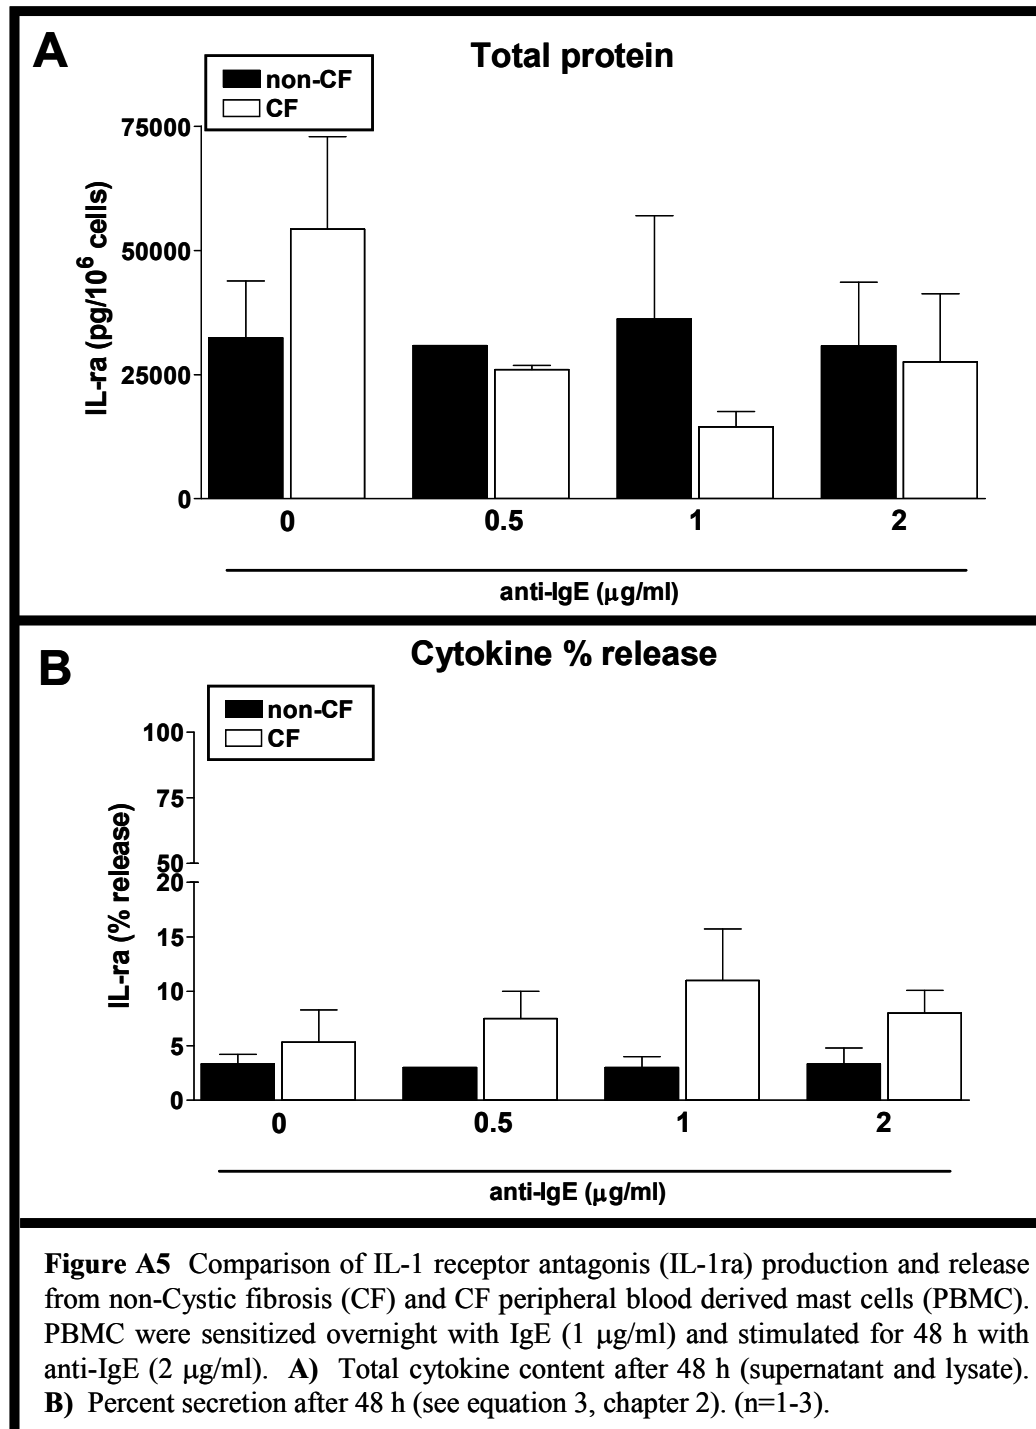 A
Total protein
non-CF
CF
75000
50000
25000
0
IL-ra (pg/10⁶ cells)
0 0.5 1 2
anti-IgE (μg/ml)
B
Cytokine % release
non-CF
CF
100
75
50
20
15
10
5
0
IL-ra (% release)
0 0.5 1 2
anti-IgE (μg/ml)
Figure A5 Comparison of IL-1 receptor antagonis (IL-1ra) production and release
from non-Cystic fibrosis (CF) and CF peripheral blood derived mast cells (PBMC).
PBMC were sensitized overnight with IgE (1 μg/ml) and stimulated for 48 h with
anti-IgE (2 μg/ml). A) Total cytokine content after 48 h (supernatant and lysate).
B) Percent secretion after 48 h (see equation 3, chapter 2). (n=1-3).